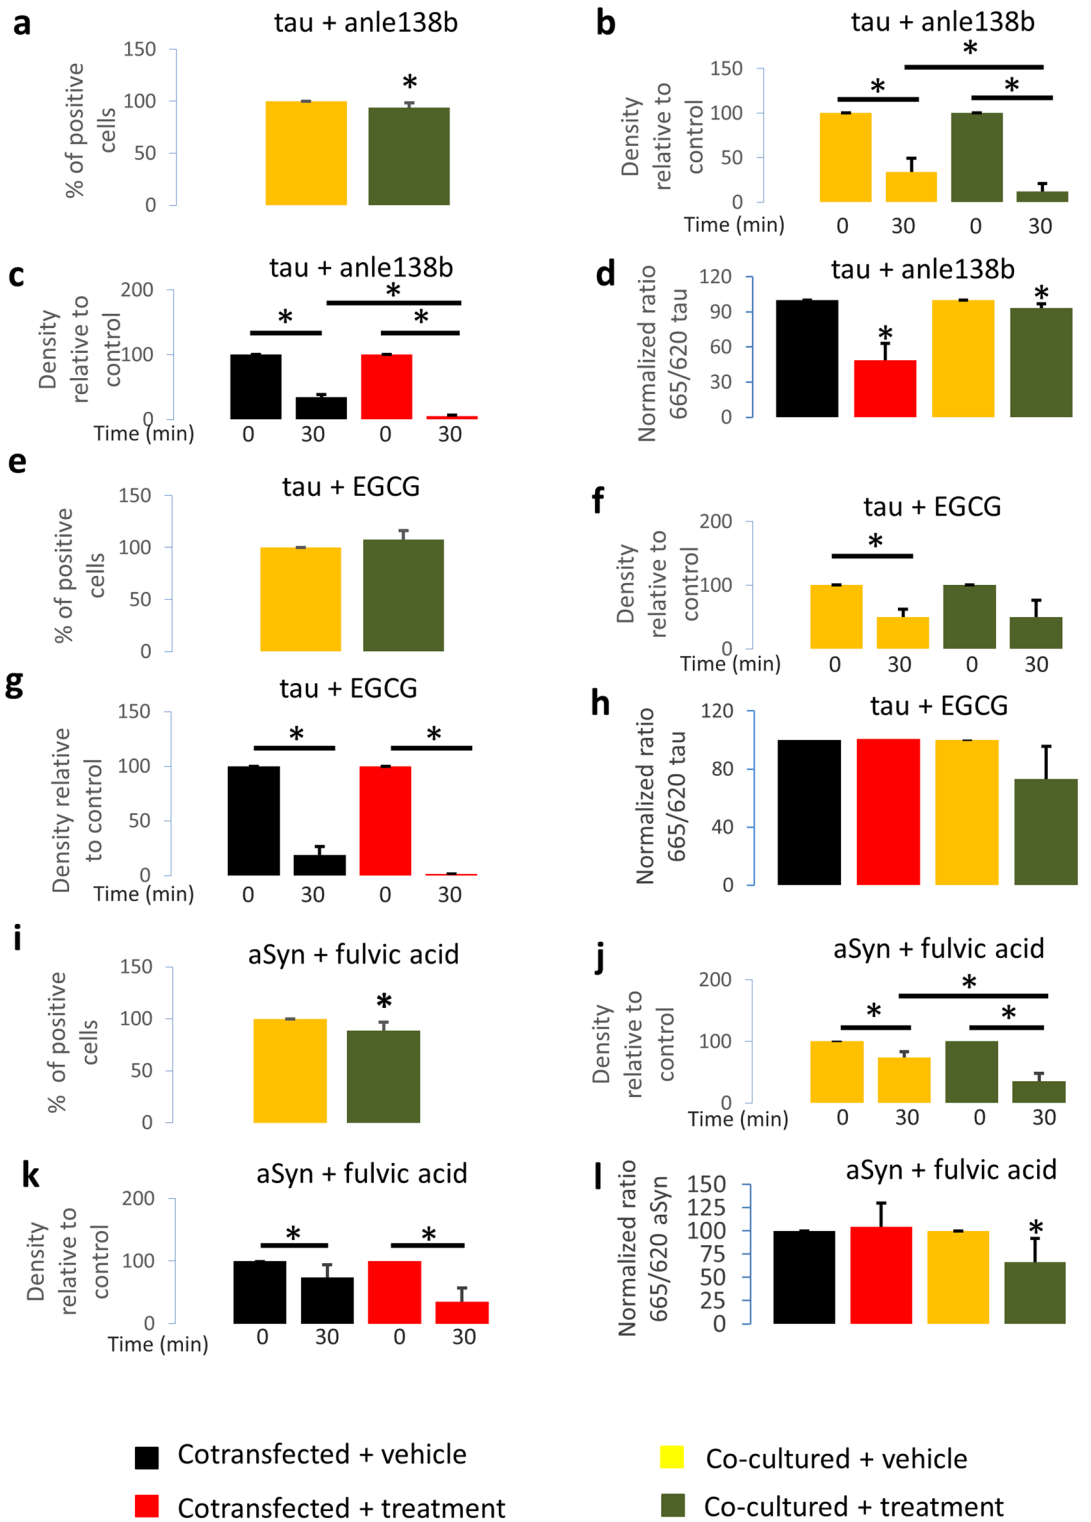 a
tau + anle138b
% of positive
cells
150
100
50
0
*
b
tau + anle138b
Density
relative to
control
150
100
50
0
*
*
*
Time (min)
0
30
0
30
c
tau + anle138b
Density
relative to
control
200
100
0
*
*
*
Time (min)
0
30
0
30
d
tau + anle138b
Normalized ratio
665/620 tau
120
90
60
30
0
*
*
e
tau + EGCG
% of positive
cells
150
100
50
0
f
tau + EGCG
Density
relative to
control
200
100
0
*
Time (min)
0
30
0
30
g
tau + EGCG
Density relative
to control
150
100
50
0
*
*
Time (min)
0
30
0
30
h
tau + EGCG
Normalized ratio
665/620 tau
120
80
40
0
i
aSyn + fulvic acid
% of positive
cells
150
100
50
0
*
j
aSyn + fulvic acid
Density
relative to
control
200
100
0
*
*
*
Time (min)
0
30
0
30
k
aSyn + fulvic acid
Density
relative to
control
200
100
0
*
*
Time (min)
0
30
0
30
l
aSyn + fulvic acid
Normalized ratio
665/620 aSyn
150
125
100
75
50
25
0
*
Cotransfected + vehicle
Co-cultured + vehicle
Cotransfected + treatment
Co-cultured + treatment